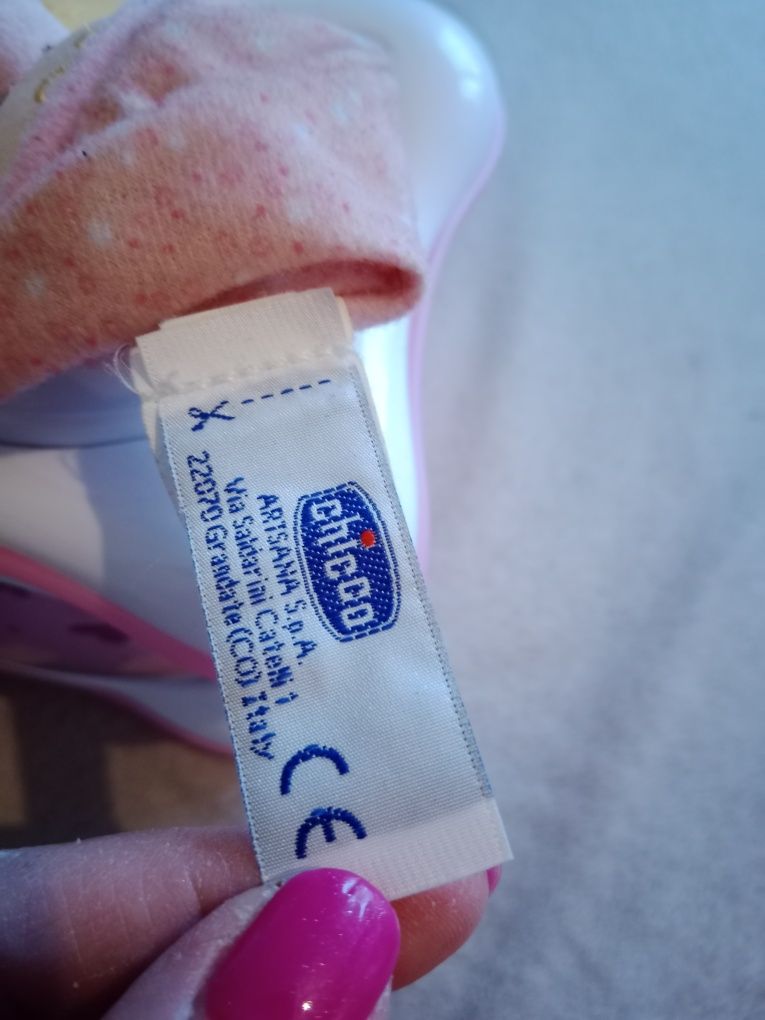 chicco
ARTSANA S.p.A.
Via Saldarini Catelli 1
22070 Grandate (CO) Italy
CE